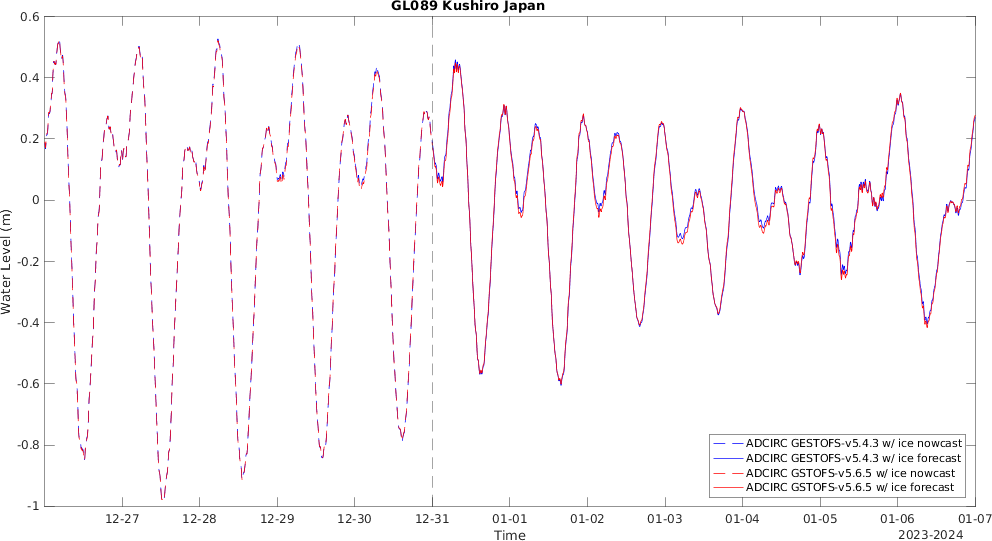 GL089 Kushiro Japan
0.6
0.4
0.2
0
-0.2
-0.4
-0.6
-0.8
-1
Water Level (m)
12-27 12-28 12-29 12-30 12-31 01-01 01-02 01-03 01-04 01-05 01-06 01-07
Time
2023-2024
ADCIRC GESTOFS-v5.4.3 w/ ice nowcast
ADCIRC GESTOFS-v5.4.3 w/ ice forecast
ADCIRC GSTOFS-v5.6.5 w/ ice nowcast
ADCIRC GSTOFS-v5.6.5 w/ ice forecast